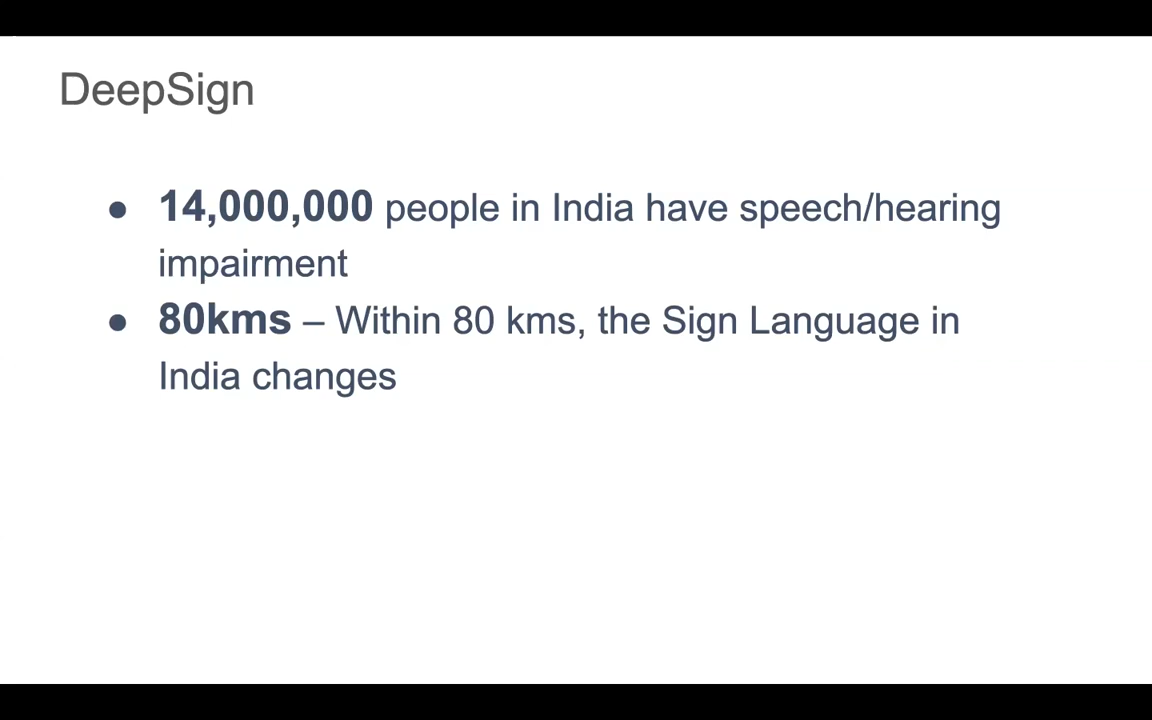 DeepSign
● 14,000,000 people in India have speech/hearing
impairment
● 80kms – Within 80 kms, the Sign Language in
India changes